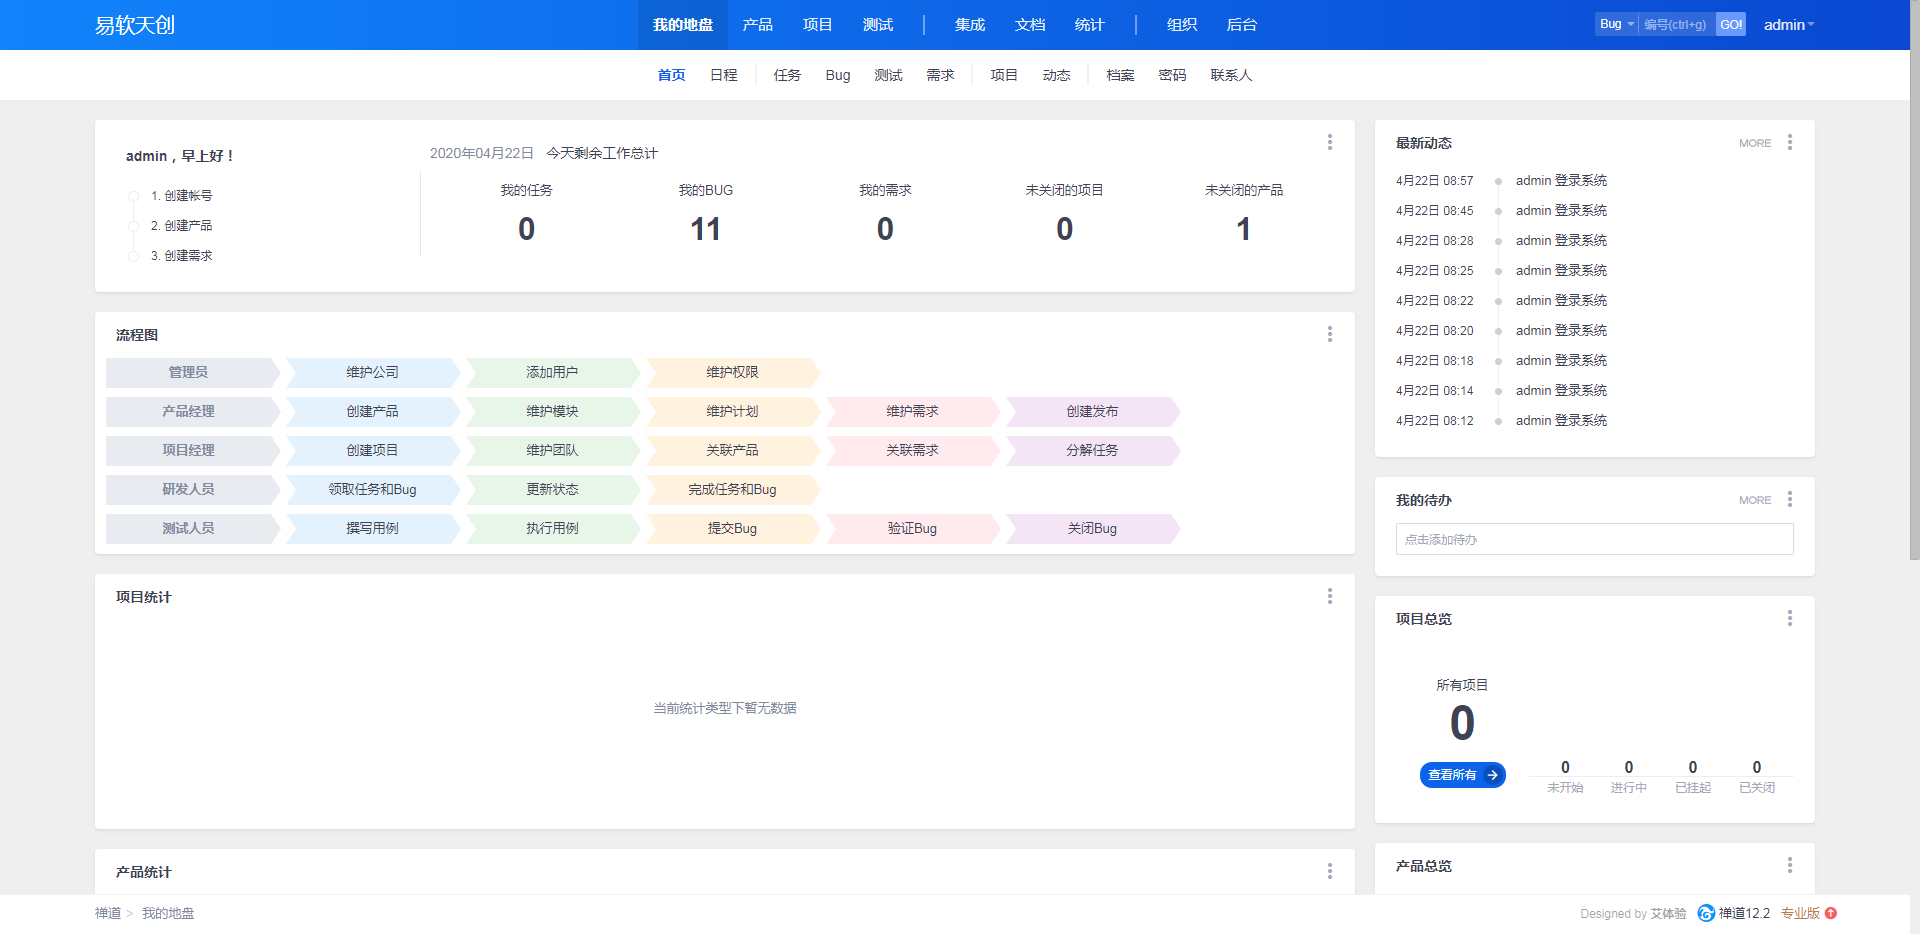 易软天创 我的地盘 产品 项目 测试 集成 文档 统计 组织 后台 Bug 编号(ctrl+g) GO! admin
首页 日程 任务 Bug 测试 需求 项目 动态 档案 密码 联系人
admin，早上好！
1. 创建帐号
2. 创建产品
3. 创建需求
2020年04月22日 今天剩余工作总计
我的任务 我的BUG 我的需求 未关闭的项目 未关闭的产品
0 11 0 0 1
流程图
管理员 维护公司 添加用户 维护权限
产品经理 创建产品 维护模块 维护计划 维护需求 创建发布
项目经理 创建项目 维护团队 关联产品 关联需求 分解任务
研发人员 领取任务和Bug 更新状态 完成任务和Bug
测试人员 撰写用例 执行用例 提交Bug 验证Bug 关闭Bug
项目统计
当前统计类型下暂无数据
产品统计
最新动态 MORE
4月22日 08:57 admin 登录系统
4月22日 08:45 admin 登录系统
4月22日 08:28 admin 登录系统
4月22日 08:25 admin 登录系统
4月22日 08:22 admin 登录系统
4月22日 08:20 admin 登录系统
4月22日 08:18 admin 登录系统
4月22日 08:14 admin 登录系统
4月22日 08:12 admin 登录系统
我的待办 MORE
点击添加待办
项目总览
所有项目
0
查看所有
0 0 0 0
未开始 进行中 已挂起 已关闭
产品总览
禅道 > 我的地盘 Designed by 艾体验 禅道12.2 专业版